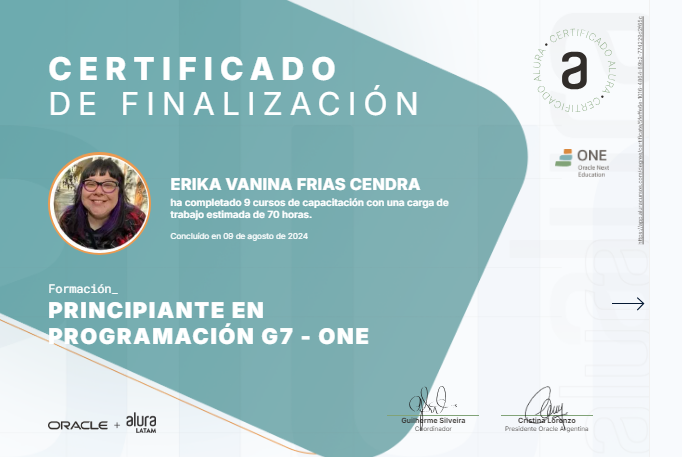 CERTIFICADO
DE FINALIZACIÓN
CERTIFICADO ALURA
CERTIFICADO ALURA
a
ONE
Oracle Next
Education
ERIKA VANINA FRIAS CENDRA
ha completado 9 cursos de capacitación con una carga de
trabajo estimada de 70 horas.
Concluído en 09 de agosto de 2024
Formación_
PRINCIPIANTE EN
PROGRAMACIÓN G7 - ONE
ORACLE + alura
LATAM
Guilherme Silveira
Coordinador
Cristina Lorenzo
Presidente Oracle Argentina
alura